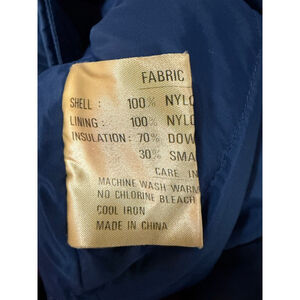 FABRIC
SHELL: 100% NYLO
LINING: 100% NYLO
INSULATION: 70% DOW
30% SMA
CARE IN
MACHINE WASH WARM
NO CHLORINE BLEACH
COOL IRON
MADE IN CHINA